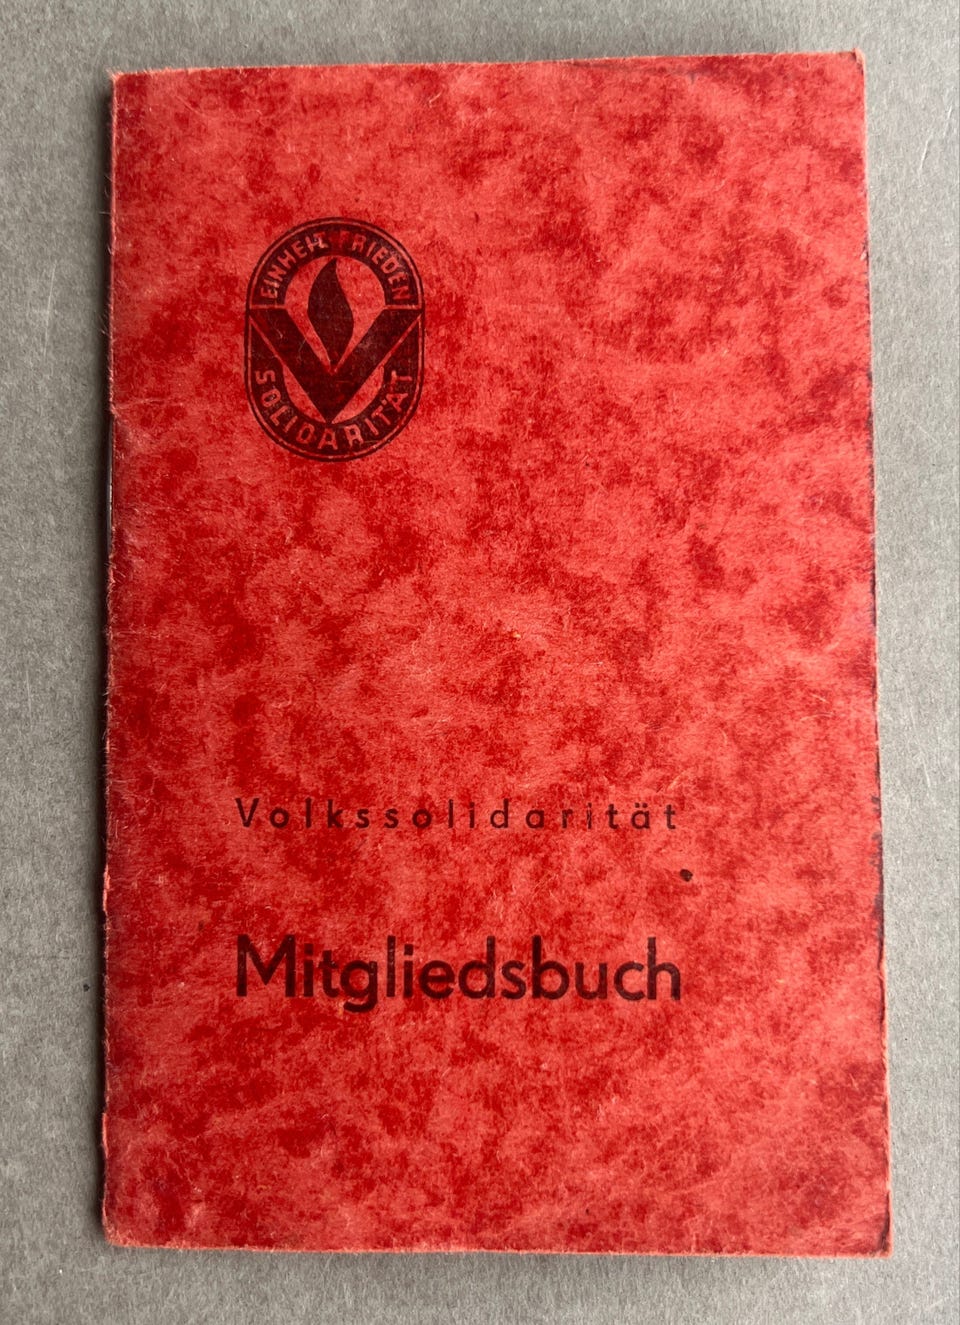 EINHEIT FRIEDEN
SOLIDARITÄT
Volkssolidarität
Mitgliedsbuch